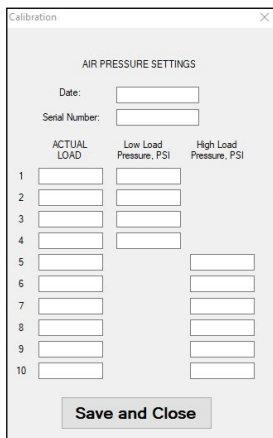 Calibration
AIR PRESSURE SETTINGS
Date:
Serial Number:
ACTUAL LOAD
Low Load Pressure, PSI
High Load Pressure, PSI
1
2
3
4
5
6
7
8
9
10
Save and Close